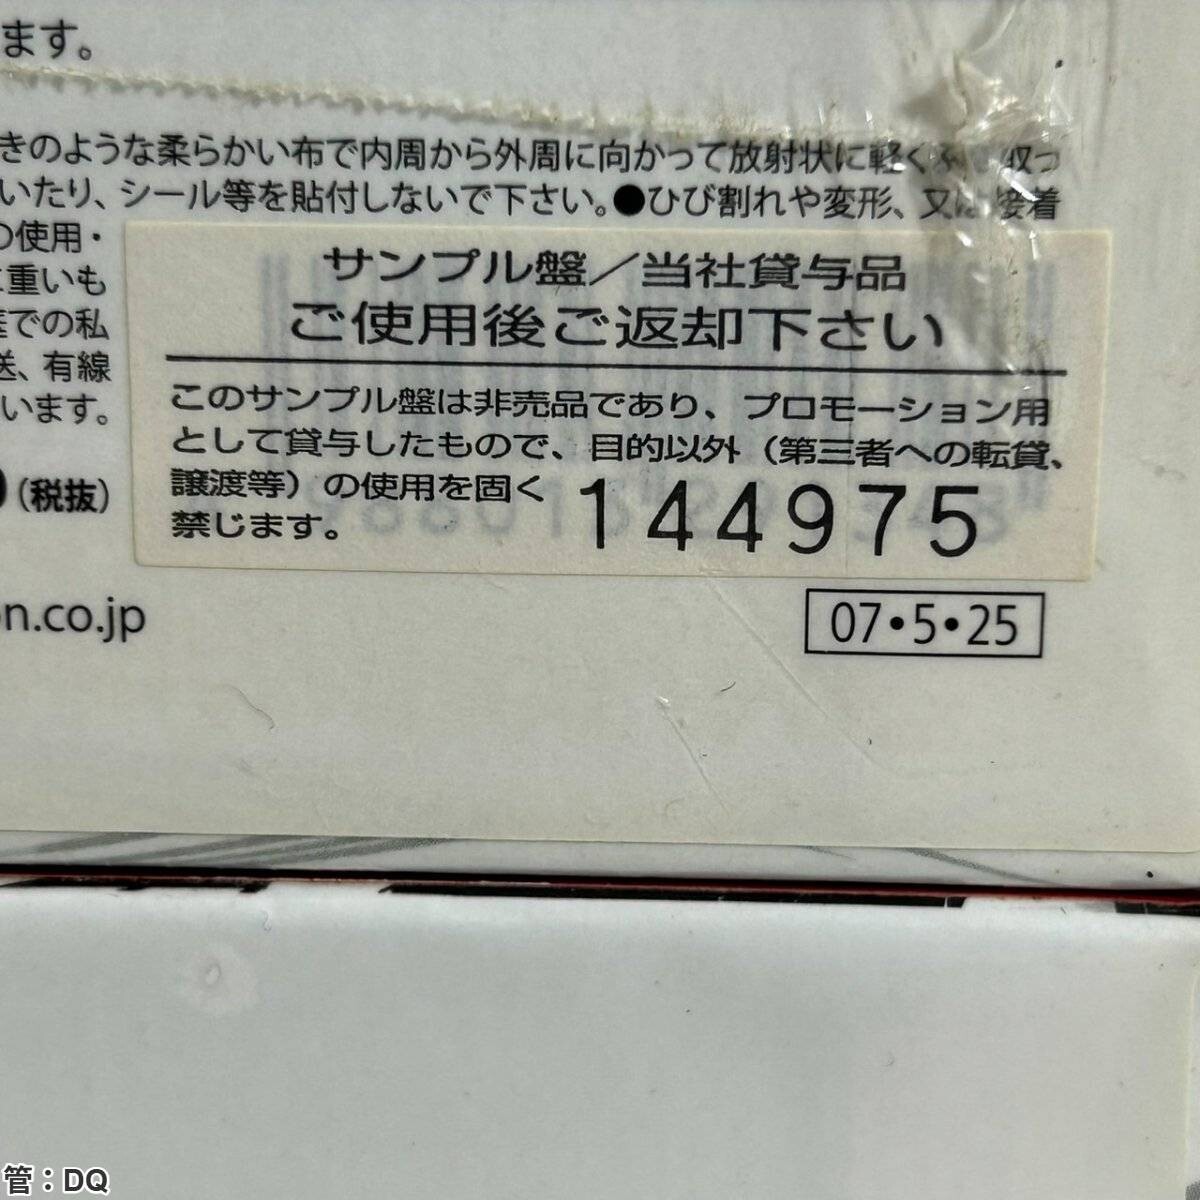 ます。
きのような柔らかい布で内周から外周に向かって放射状に軽くふき取っ
いたり、シール等を貼付しないで下さい。●ひび割れや変形、又は接着
の使用・
重いも
での私
送、有線
います。
(税抜)
サンプル盤/当社貸与品
ご使用後ご返却下さい
このサンプル盤は非売品であり、プロモーション用
として貸与したもので、目的以外(第三者への転貸、
譲渡等)の使用を固く
禁じます。
144975
n.co.jp
07・5・25
管:DQ